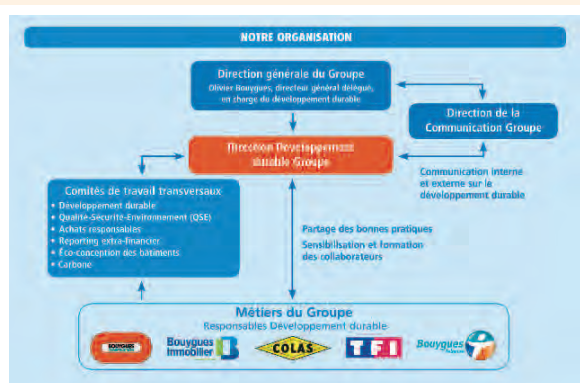 NOTRE ORGANISATION
Direction générale du Groupe
Olivier Bouygues, directeur général délégué,
en charge du développement durable
Direction de la
Communication Groupe
Direction Développement
durable Groupe
Communication interne
et externe sur le
développement durable
Comités de travail transversaux
• Développement durable
• Qualité-Sécurité-Environnement (QSE)
• Achats responsables
• Reporting extra-financier
• Éco-conception des bâtiments
• Carbone
Partage des bonnes pratiques
Sensibilisation et formation
des collaborateurs
Métiers du Groupe
Responsables Développement durable
BOUYGUES
Bouygues
Immobilier
COLAS
TF1
Bouygues